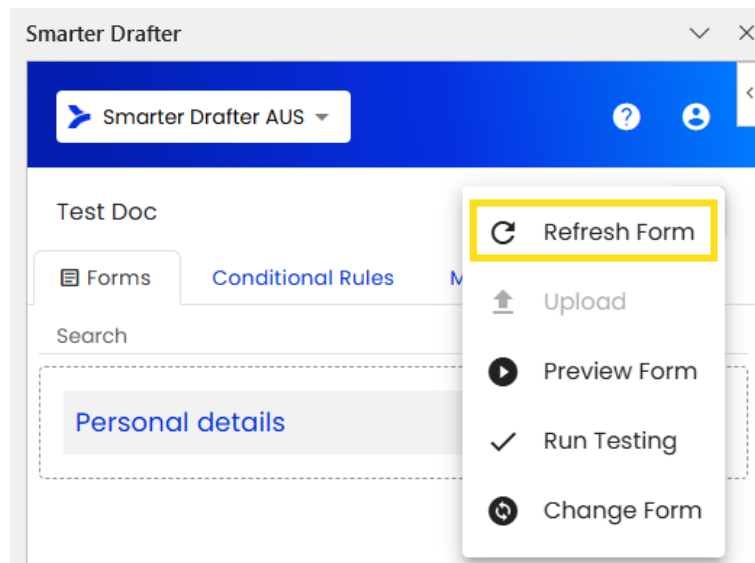 Smarter Drafter
Smarter Drafter AUS
Test Doc
Refresh Form
Forms
Conditional Rules
M
Upload
Search
Preview Form
Personal details
Run Testing
Change Form